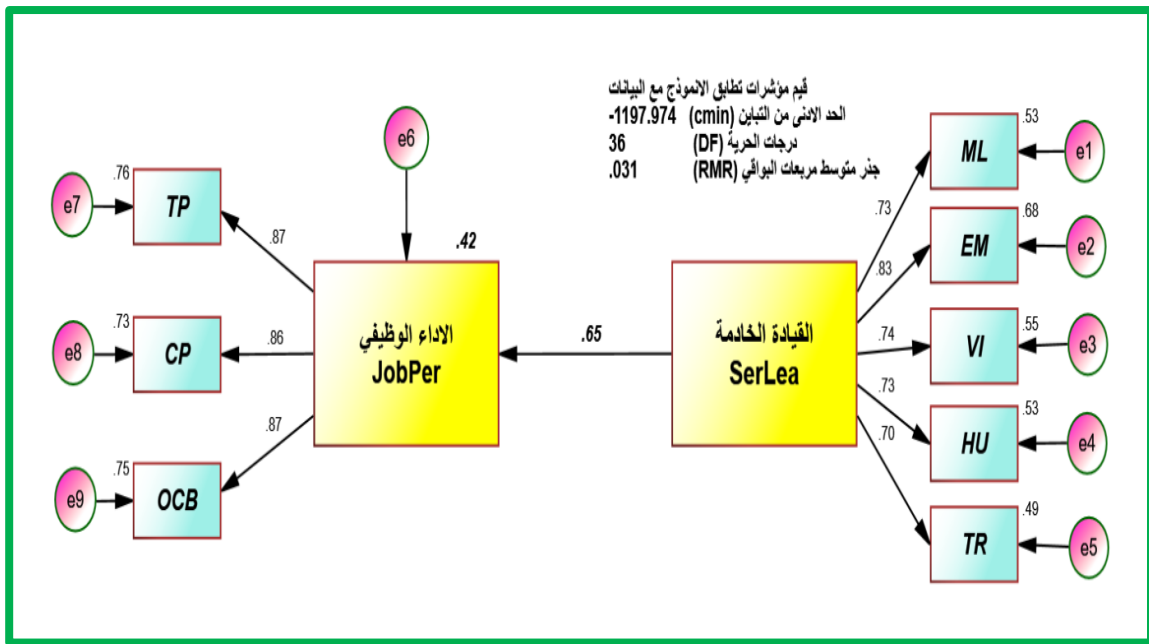 قيم مؤشرات تطابق الانموذج مع البيانات
الحد الادنى من التباين (cmin) -1197.974
درجات الحرية (DF) 36
جذر متوسط مربعات البواقي (RMR) .031
e6
e7
.76
TP
.87
e8
.73
CP
.86
e9
.75
OCB
.87
.42
الاداء الوظيفي
JobPer
.65
القيادة الخادمة
SerLea
.73
ML
.53
e1
.83
EM
.68
e2
.74
VI
.55
e3
.73
HU
.53
e4
.70
TR
.49
e5